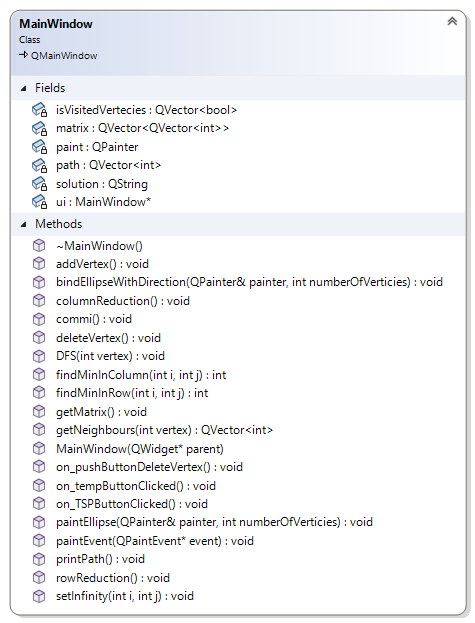 MainWindow
Class
QMainWindow
Fields
isVisitedVertecies : QVector<bool>
matrix : QVector<QVector<int>>
paint : QPainter
path : QVector<int>
solution : QString
ui : MainWindow*
Methods
~MainWindow()
addVertex() : void
bindEllipseWithDirection(QPainter& painter, int numberOfVerticies) : void
columnReduction() : void
commi() : void
deleteVertex() : void
DFS(int vertex) : void
findMinInColumn(int i, int j) : int
findMinInRow(int i, int j) : int
getMatrix() : void
getNeighbours(int vertex) : QVector<int>
MainWindow(QWidget* parent)
on_pushButtonDeleteVertex() : void
on_tempButtonClicked() : void
on_TSPButtonClicked() : void
paintEllipse(QPainter& painter, int numberOfVerticies) : void
paintEvent(QPaintEvent* event) : void
printPath() : void
rowReduction() : void
setInfinity(int i, int j) : void